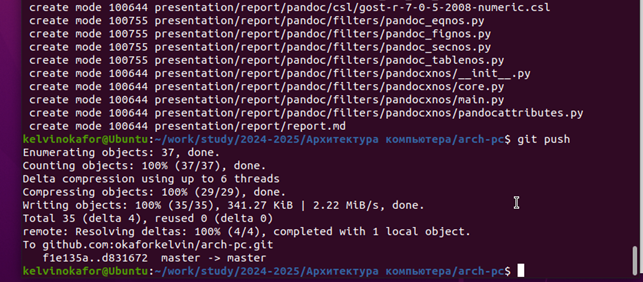 create mode 100644 presentation/report/pandoc/csl/gost-r-7-0-5-2008-numeric.csl
create mode 100755 presentation/report/pandoc/filters/pandoc_eqnos.py
create mode 100755 presentation/report/pandoc/filters/pandoc_fignos.py
create mode 100755 presentation/report/pandoc/filters/pandoc_secnos.py
create mode 100755 presentation/report/pandoc/filters/pandoc_tablenos.py
create mode 100644 presentation/report/pandoc/filters/pandocxnos/__init__.py
create mode 100644 presentation/report/pandoc/filters/pandocxnos/core.py
create mode 100644 presentation/report/pandoc/filters/pandocxnos/main.py
create mode 100644 presentation/report/pandoc/filters/pandocxnos/pandocattributes.py
create mode 100644 presentation/report/report.md
kelvinokafor@Ubuntu:~/work/study/2024-2025/Архитектура компьютера/arch-pc$ git push
Enumerating objects: 37, done.
Counting objects: 100% (37/37), done.
Delta compression using up to 6 threads
Compressing objects: 100% (29/29), done.
Writing objects: 100% (35/35), 341.27 KiB | 2.22 MiB/s, done.
Total 35 (delta 4), reused 0 (delta 0)
remote: Resolving deltas: 100% (4/4), completed with 1 local object.
To github.com:okaforkelvin/arch-pc.git
f1e135a..d831672 master -> master
kelvinokafor@Ubuntu:~/work/study/2024-2025/Архитектура компьютера/arch-pc$